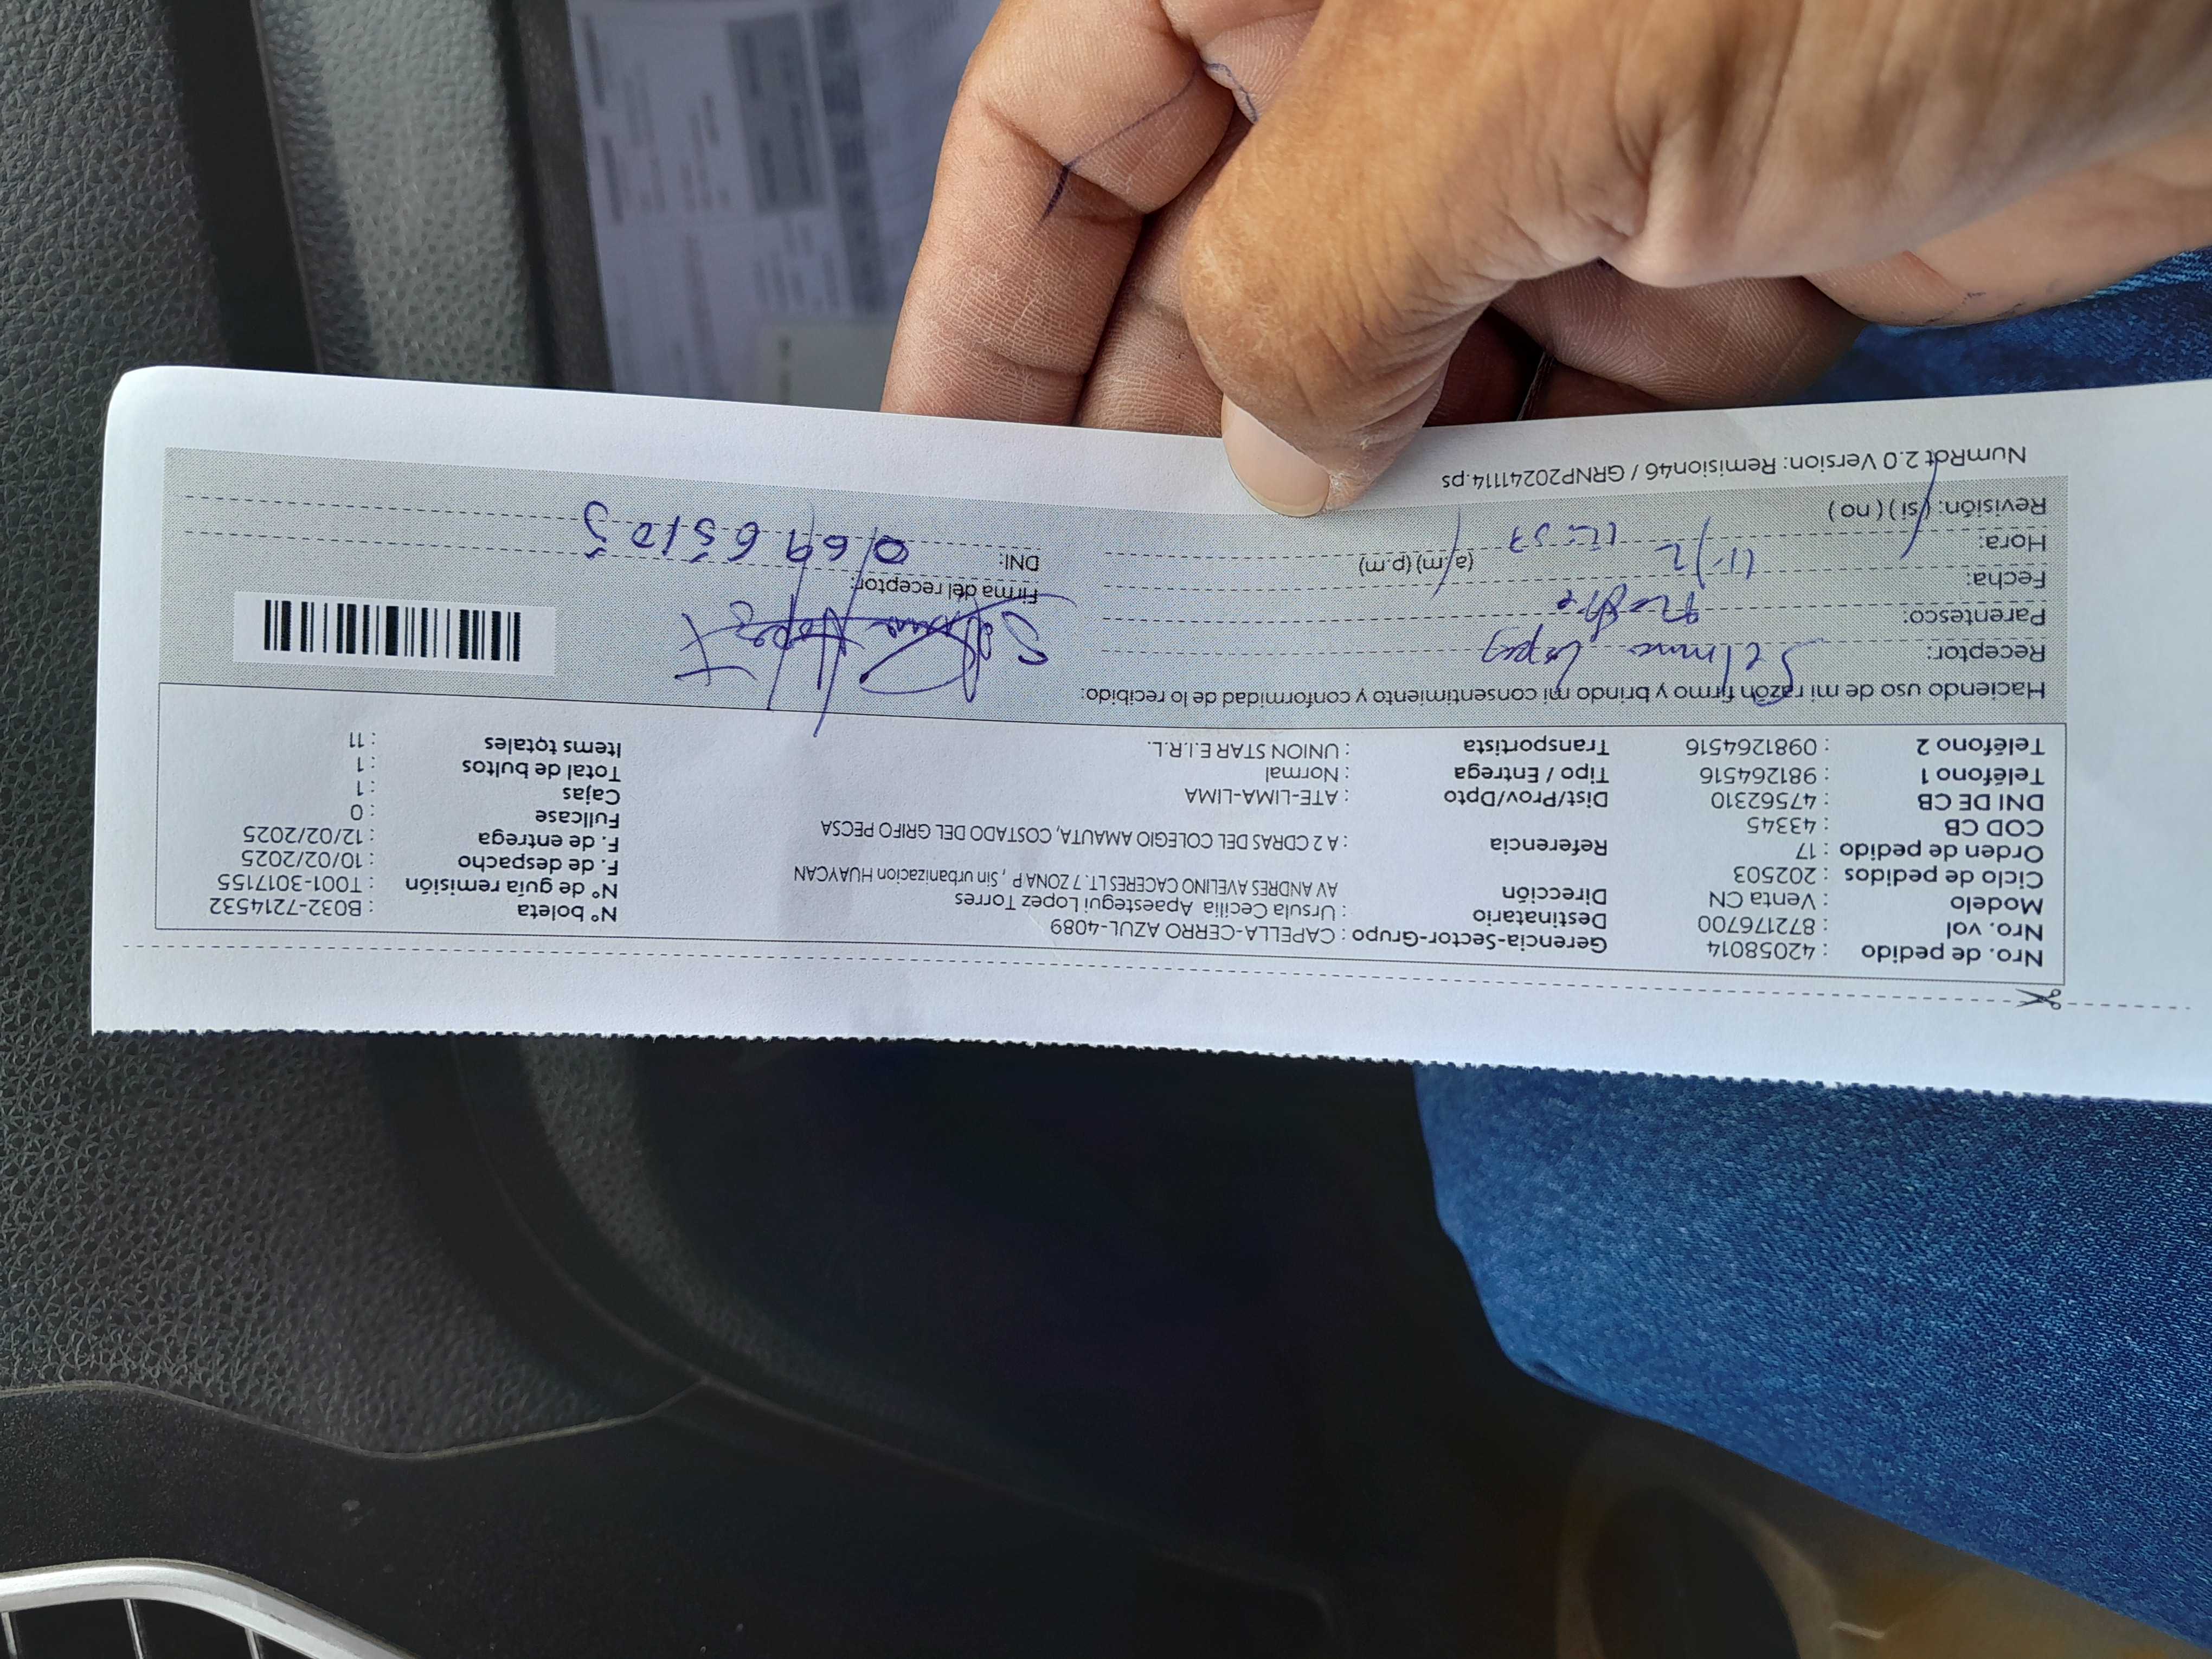 Nro. de pedido : 42058014
Nro. vol : 872176700
Modelo : Venta CN
Ciclo de pedidos : 202503
Orden de pedido : 17
COD CB : 43345
DNI DE CB : 47562310
Teléfono 1 : 981264516
Teléfono 2 : 0981264516
Gerencia-Sector-Grupo : CAPELLA-CERRO AZUL-4089
Destinatario : Ursula Cecilia Apaestegui Lopez Torres
Dirección AV ANDRES AVELINO CACERES LT. 7 ZONA P , Sin urbanizacion HUAYCAN
Referencia : A 2 CDRAS DEL COLEGIO AMAUTA, COSTADO DEL GRIFO PECSA
Dist/Prov/Dpto : ATE-LIMA-LIMA
Tipo / Entrega : Normal
Transportista : UNION STAR E.I.R.L.
N° boleta : B032-7214532
N° de guía remisión : T001-3017155
F. de despacho : 10/02/2025
F. de entrega : 12/02/2025
Fullcase : 0
Cajas : 1
Total de bultos : 1
Items totales : 11
Haciendo uso de mi razón firmo y brindo mi consentimiento y conformidad de lo recibido:
Receptor: Lopez
Parentesco:
Fecha: 11/2
Hora: (a.m) (p.m)
Revisión: (si) (no)
Firma del receptor:
DNI:
NumRdt 2.0 Version: Remision46 / GRNP20241114.ps